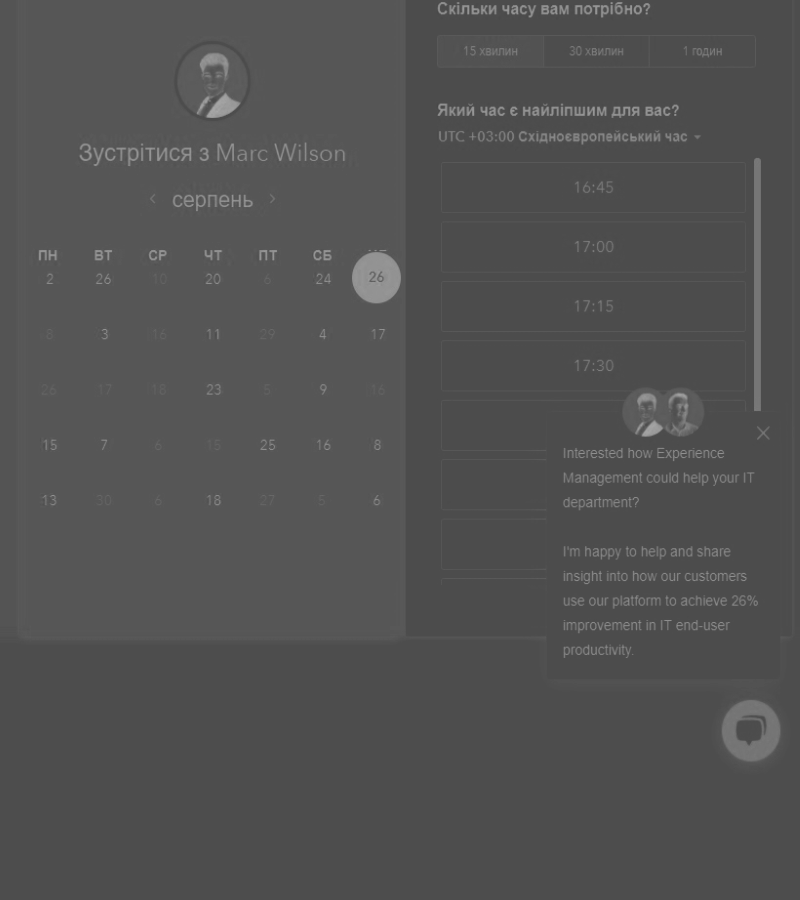 Зустрітися з Marc Wilson
серпень
ПН ВТ СР ЧТ ПТ СБ
2 26 10 20 6 24 26
8 3 16 11 29 4 17
26 17 18 23 5 9 16
15 7 6 15 25 16 8
13 30 6 18 27 5 6
Скільки часу вам потрібно?
15 хвилин 30 хвилин 1 годин
Який час є найліпшим для вас?
UTC +03:00 Східноєвропейський час
16:45
17:00
17:15
17:30
Interested how Experience
Management could help your IT
department?
I'm happy to help and share
insight into how our customers
use our platform to achieve 26%
improvement in IT end-user
productivity.